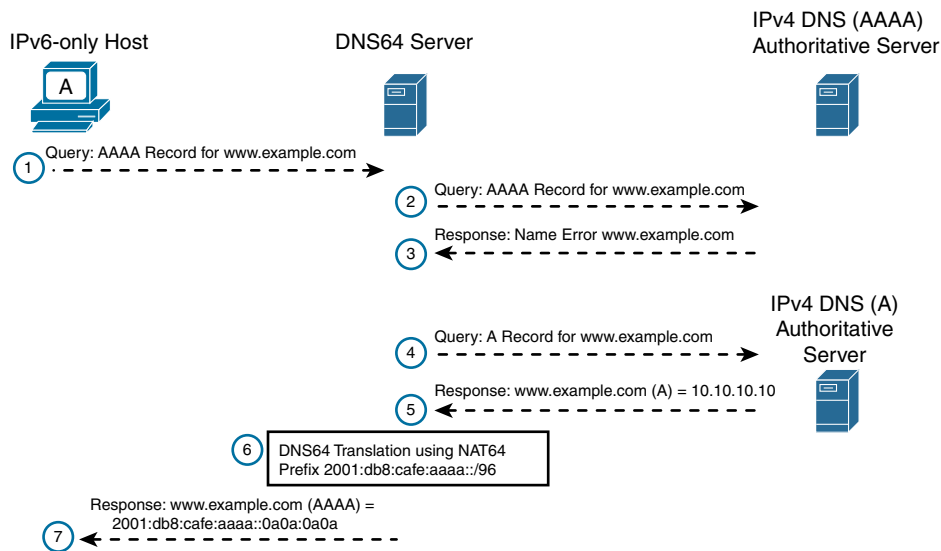 IPv6-only Host
DNS64 Server
IPv4 DNS (AAAA)
Authoritative Server
A
1
Query: AAAA Record for www.example.com
2
Query: AAAA Record for www.example.com
3
Response: Name Error www.example.com
IPv4 DNS (A)
Authoritative
Server
4
Query: A Record for www.example.com
5
Response: www.example.com (A) = 10.10.10.10
6
DNS64 Translation using NAT64
Prefix 2001:db8:cafe:aaaa::/96
7
Response: www.example.com (AAAA) =
2001:db8:cafe:aaaa::0a0a:0a0a